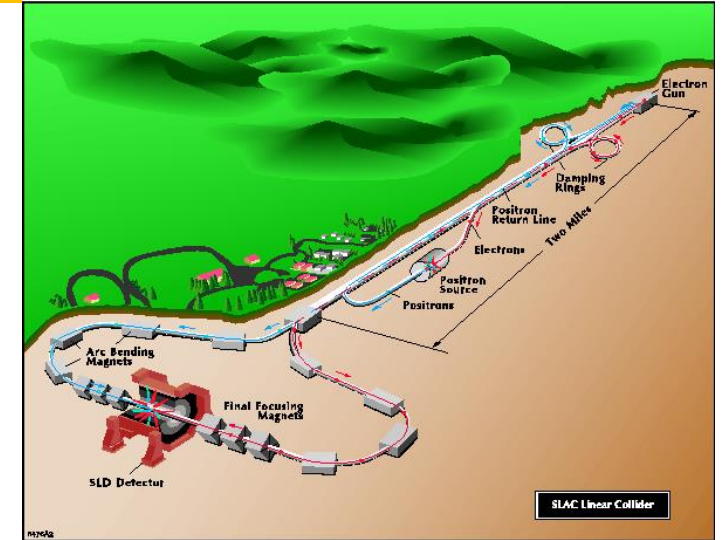 Electron
Gun
Damping
Rings
Positron
Return Line
Two Miles
Electrons
Positron
Source
Positrons
Arc Bending
Magnets
Final Focusing
Magnets
SLD Detector
SLAC Linear Collider